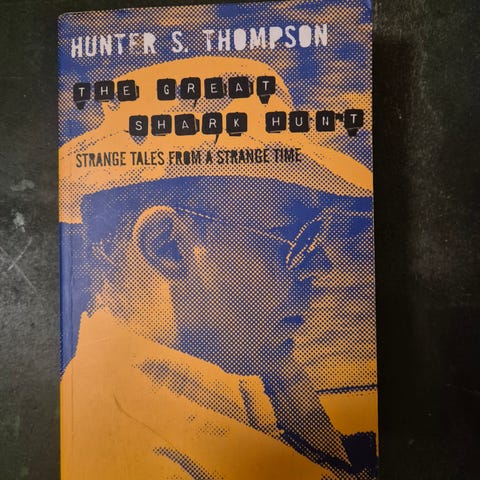 HUNTER S. THOMPSON
THE GREAT
SHARK HUNT
STRANGE TALES FROM A STRANGE TIME